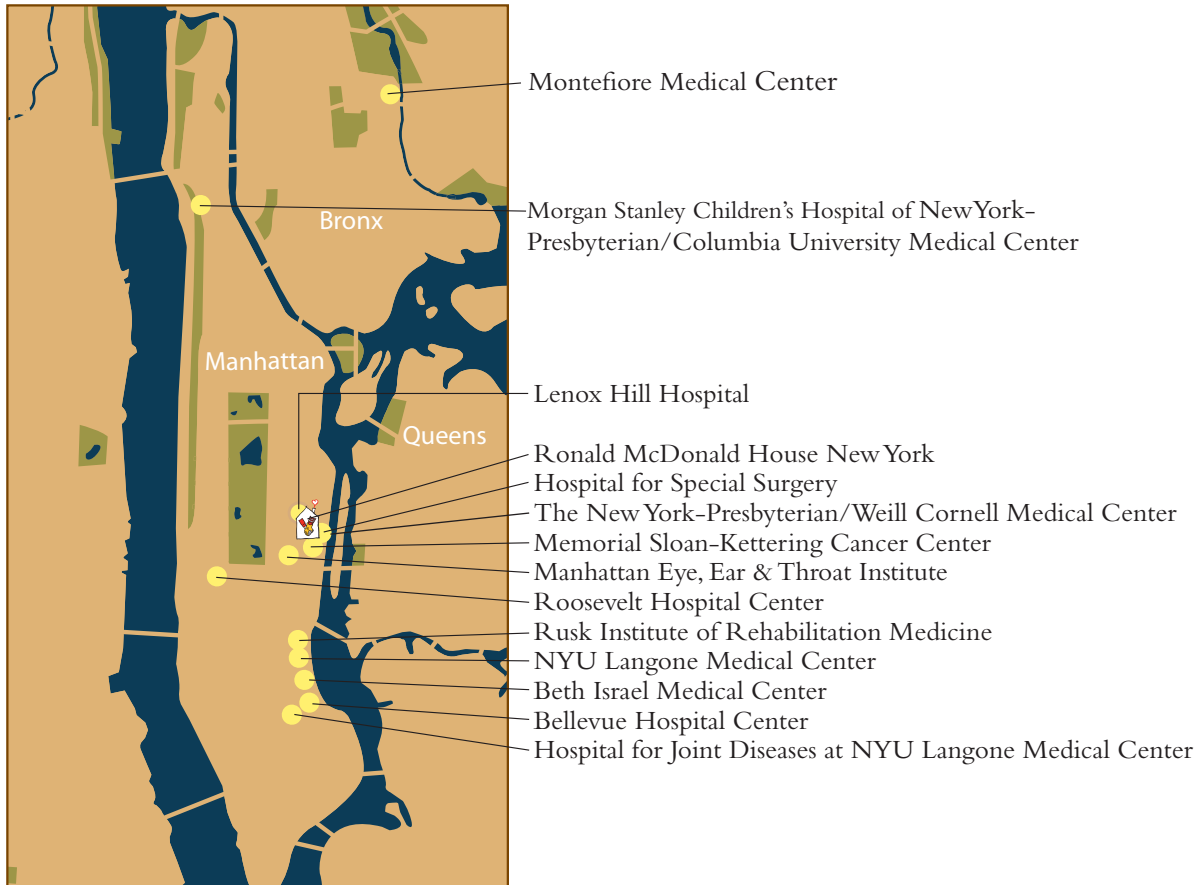 Montefiore Medical Center
Morgan Stanley Children’s Hospital of NewYork-
Presbyterian/Columbia University Medical Center
Bronx
Manhattan
Lenox Hill Hospital
Queens
Ronald McDonald House New York
Hospital for Special Surgery
The New York-Presbyterian/Weill Cornell Medical Center
Memorial Sloan-Kettering Cancer Center
Manhattan Eye, Ear & Throat Institute
Roosevelt Hospital Center
Rusk Institute of Rehabilitation Medicine
NYU Langone Medical Center
Beth Israel Medical Center
Bellevue Hospital Center
Hospital for Joint Diseases at NYU Langone Medical Center